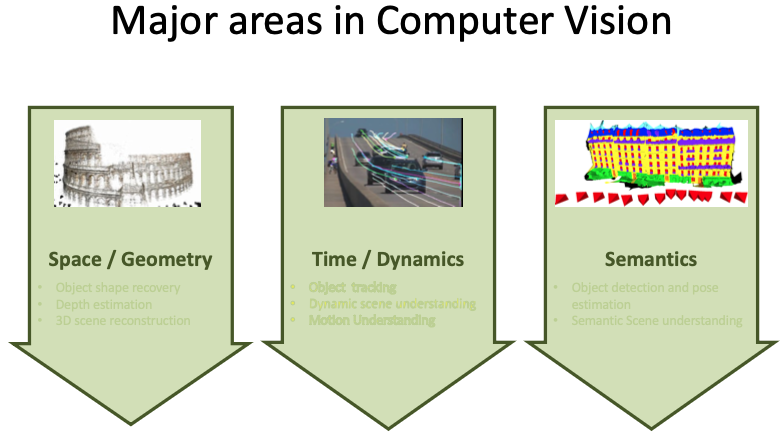 Major areas in Computer Vision
Space / Geometry
• Object shape recovery
• Depth estimation
• 3D scene reconstruction
Time / Dynamics
• Object tracking
• Dynamic scene understanding
• Motion Understanding
Semantics
• Object detection and pose
estimation
• Semantic Scene understanding